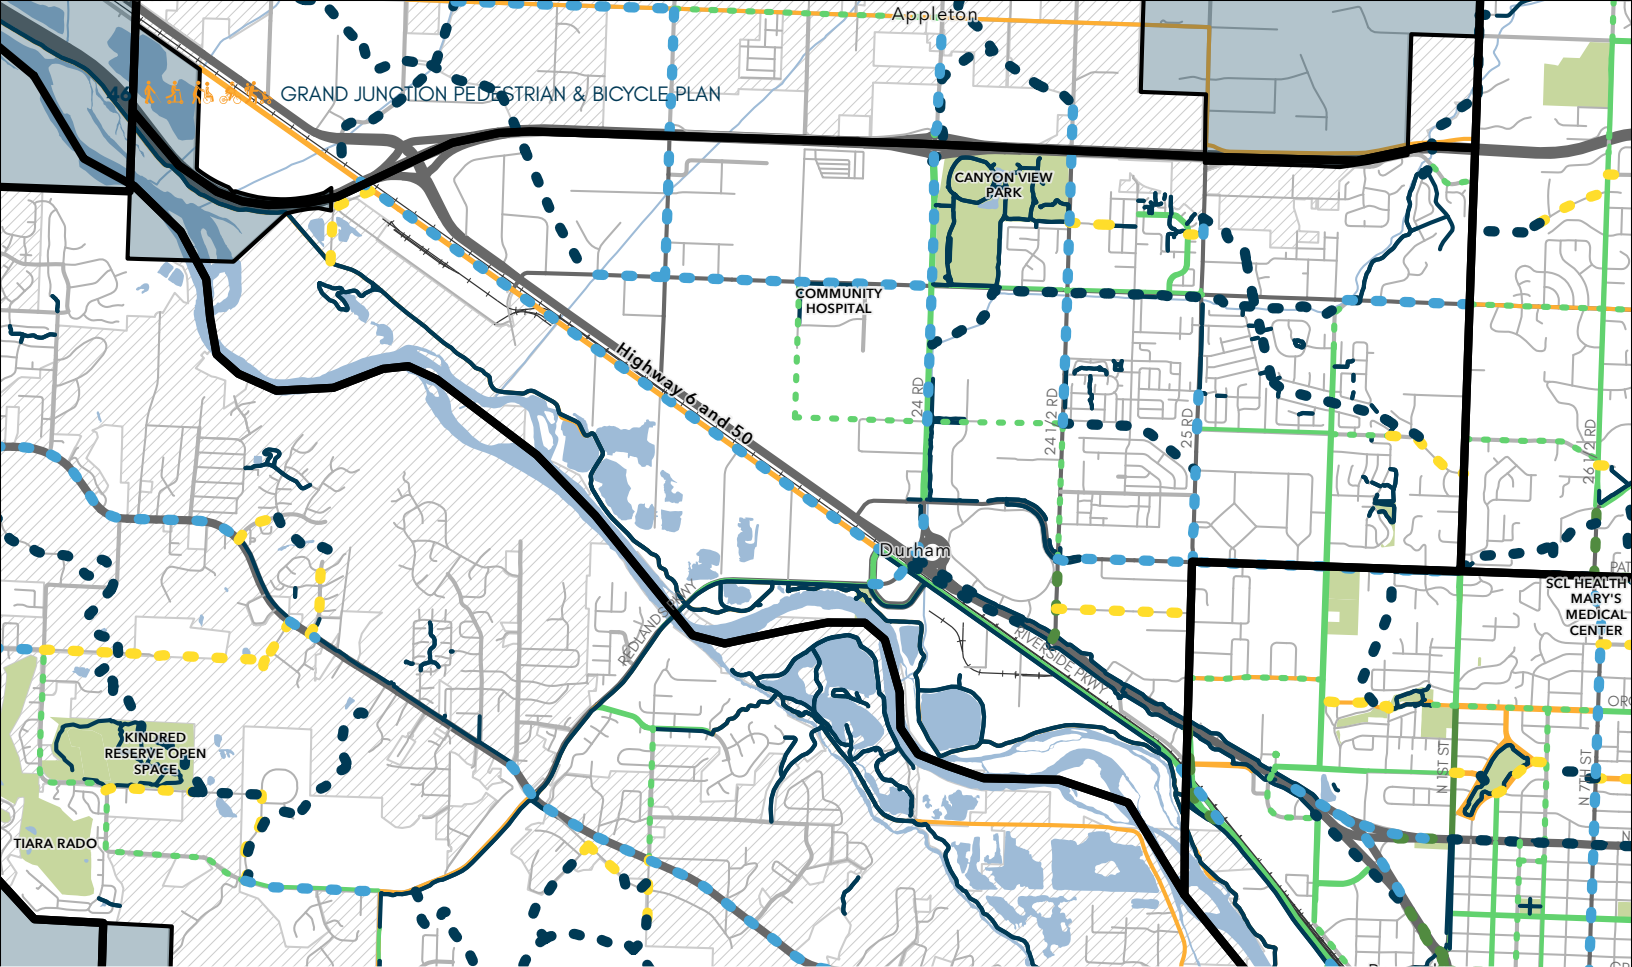 Appleton
46
GRAND JUNCTION PEDESTRIAN & BICYCLE PLAN
CANYON VIEW
PARK
COMMUNITY
HOSPITAL
Highway 6 and 50
24 RD
24 1/2 RD
25 RD
26 1/2 RD
Durham
REDLANDS PKWY
RIVERSIDE PKWY
SCL HEALTH
MARY'S
MEDICAL
CENTER
PAT
ORC
KINDRED
RESERVE OPEN
SPACE
N 1ST ST
N 7TH ST
TIARA RADO